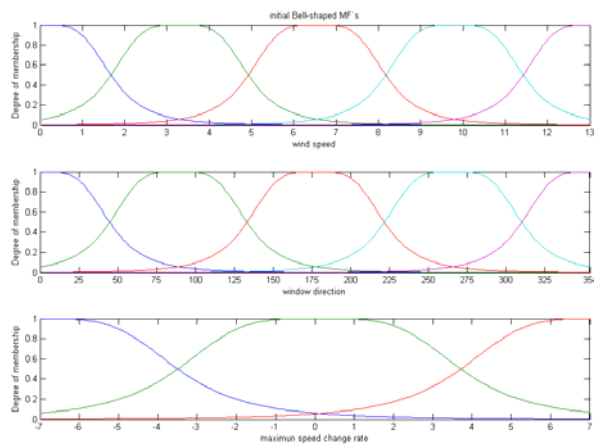 initial Bell-shaped MF's
Degree of membership
1
0.8
0.6
0.4
0.2
0
0 1 2 3 4 5 6 7 8 9 10 11 12 13
wind speed
Degree of membership
1
0.8
0.6
0.4
0.2
0
0 25 50 75 100 125 150 175 200 225 250 275 300 325 354
window direction
Degree of membership
1
0.8
0.6
0.4
0.2
0
-7 -6 -5 -4 -3 -2 -1 0 1 2 3 4 5 6 7
maximun speed change rate